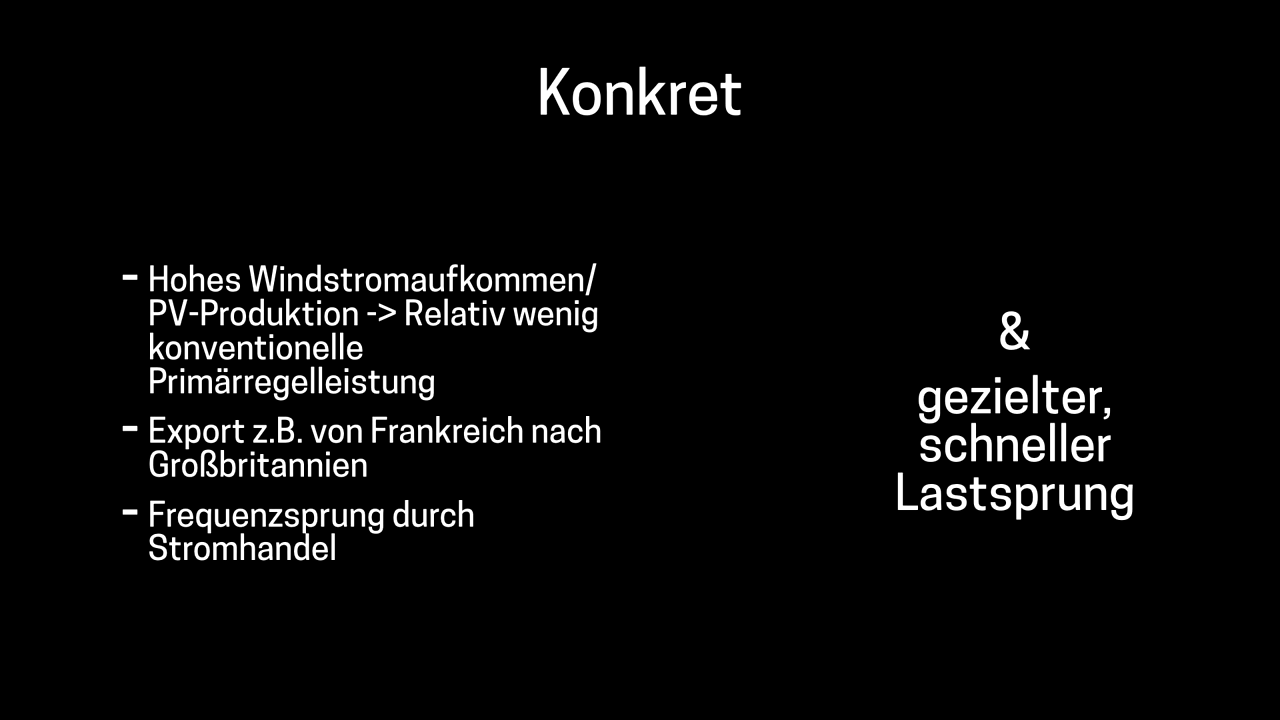 Konkret
- Hohes Windstromaufkommen/
PV-Produktion -> Relativ wenig
konventionelle
Primärregelleistung
- Export z.B. von Frankreich nach
Großbritannien
- Frequenzsprung durch
Stromhandel
&
gezielter,
schneller
Lastsprung